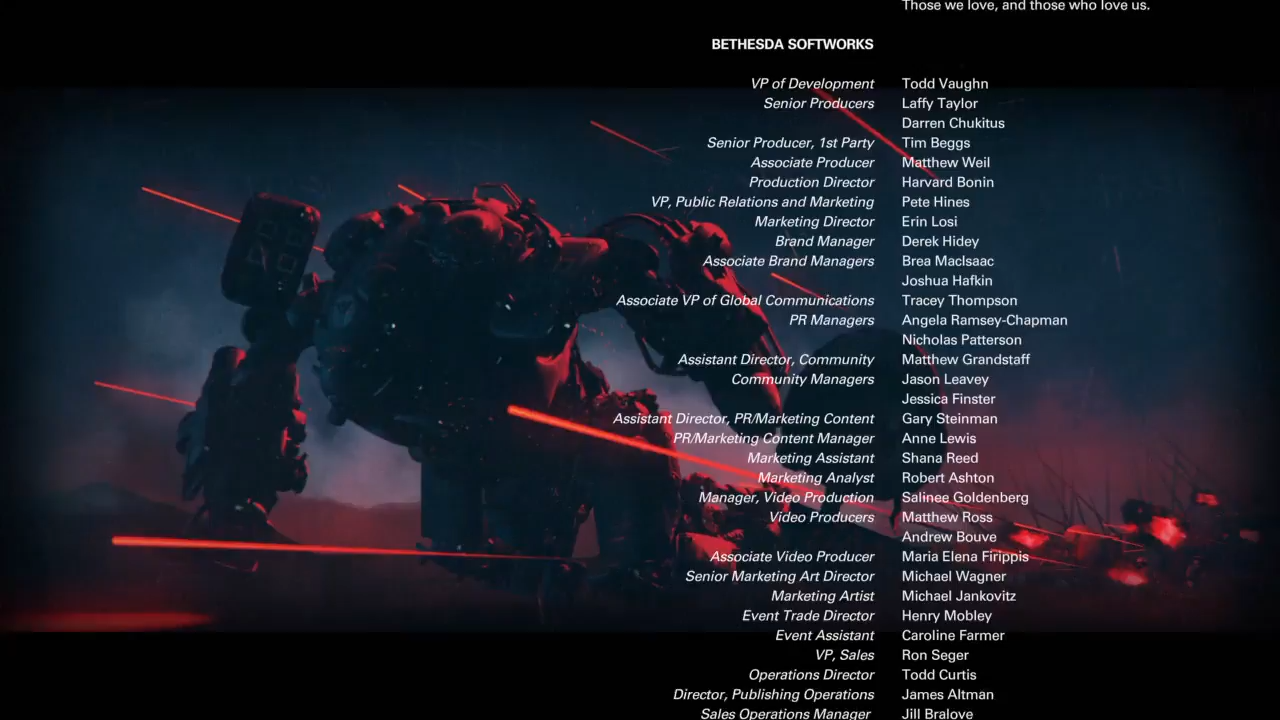 Those we love, and those who love us.
BETHESDA SOFTWORKS
VP of Development Todd Vaughn
Senior Producers Laffy Taylor
Darren Chukitus
Senior Producer, 1st Party Tim Beggs
Associate Producer Matthew Weil
Production Director Harvard Bonin
VP, Public Relations and Marketing Pete Hines
Marketing Director Erin Losi
Brand Manager Derek Hidey
Associate Brand Managers Brea MacIsaac
Joshua Hafkin
Associate VP of Global Communications Tracey Thompson
PR Managers Angela Ramsey-Chapman
Nicholas Patterson
Assistant Director, Community Matthew Grandstaff
Community Managers Jason Leavey
Jessica Finster
Assistant Director, PR/Marketing Content Gary Steinman
PR/Marketing Content Manager Anne Lewis
Marketing Assistant Shana Reed
Marketing Analyst Robert Ashton
Manager, Video Production Salinee Goldenberg
Video Producers Matthew Ross
Andrew Bouve
Associate Video Producer Maria Elena Firippis
Senior Marketing Art Director Michael Wagner
Marketing Artist Michael Jankovitz
Event Trade Director Henry Mobley
Event Assistant Caroline Farmer
VP, Sales Ron Seger
Operations Director Todd Curtis
Director, Publishing Operations James Altman
Sales Operations Manager Jill Bralove